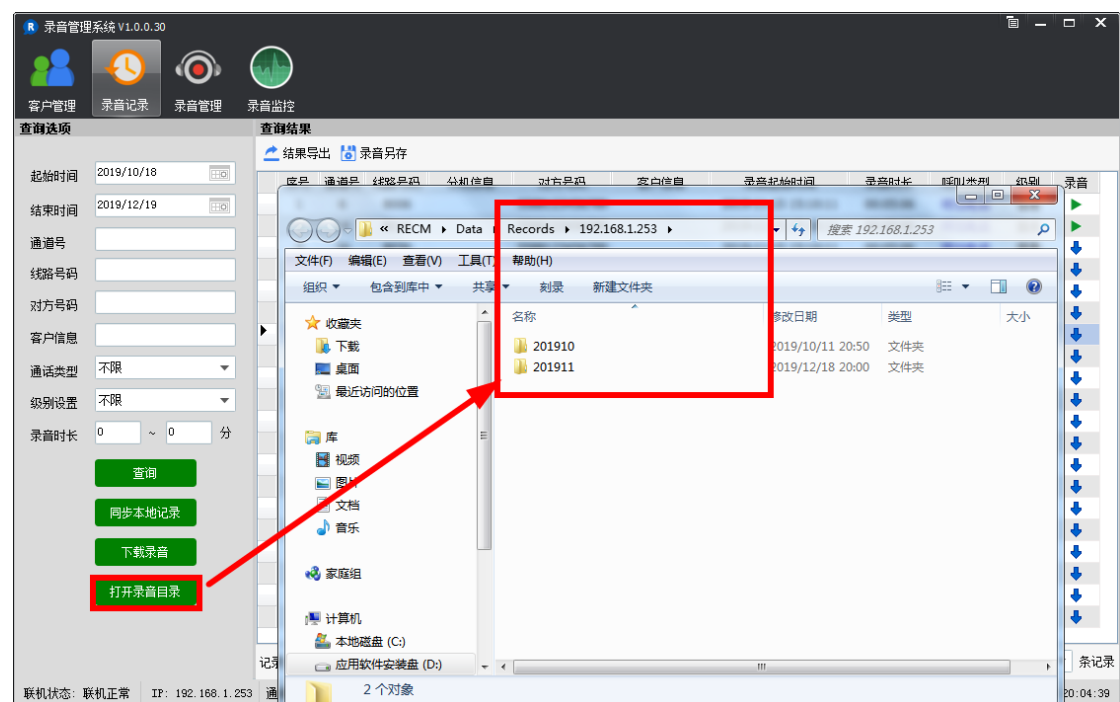 R 录音管理系统 V1.0.0.30
客户管理 录音记录 录音管理 录音监控
查询选项
起始时间 2019/10/18
结束时间 2019/12/19
通道号
线路号码
对方号码
客户信息
通话类型 不限
级别设置 不限
录音时长 0 ~ 0 分
查询
同步本地记录
下载录音
打开录音目录
查询结果
结果导出 录音另存
序号 通道号 线路号码 分机信息 对方号码 客户信息 录音起始时间 录音时长 呼叫类型 级别 录音
« RECM Data Records 192.168.1.253
搜索 192.168.1.253
文件(F) 编辑(E) 查看(V) 工具(T) 帮助(H)
组织 包含到库中 共享 刻录 新建文件夹
收藏夹
下载
桌面
最近访问的位置
库
视频
图片
文档
音乐
家庭组
计算机
本地磁盘 (C:)
应用软件安装盘 (D:)
名称 修改日期 类型 大小
201910 2019/10/11 20:50 文件夹
201911 2019/12/18 20:00 文件夹
2 个对象
条记录
联机状态: 联机正常 IP: 192.168.1.253 通 20:04:39